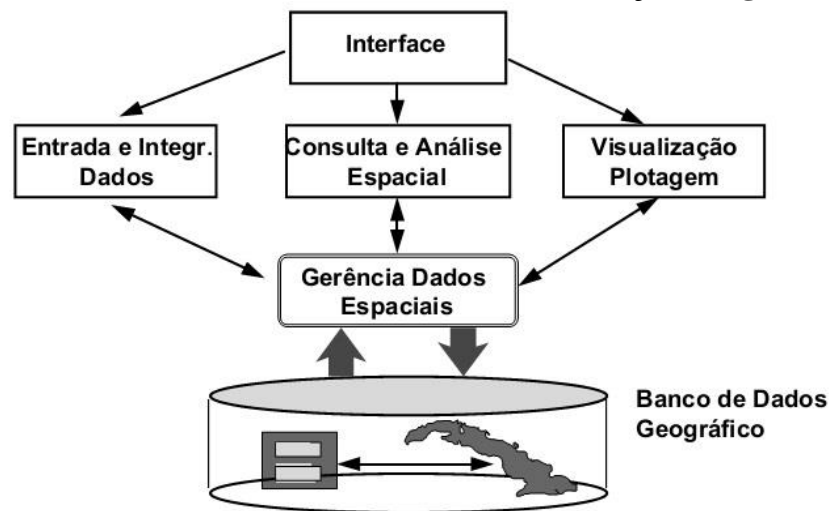 Interface
Entrada e Integr.
Dados
Consulta e Análise
Espacial
Visualização
Plotagem
Gerência Dados
Espaciais
Banco de Dados
Geográfico